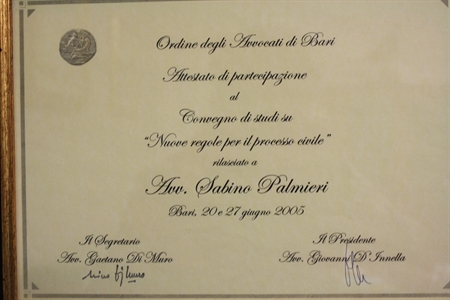 Ordine degli Avvocati di Bari
Attestato di partecipazione
al
Convegno di studi su
"Nuove regole per il processo civile"
rilasciato a
Avv. Sabino Palmieri
Bari, 20 e 27 giugno 2005
Il Segretario
Avv. Gaetano Di Muro
Il Presidente
Avv. Giovanni D'Innella